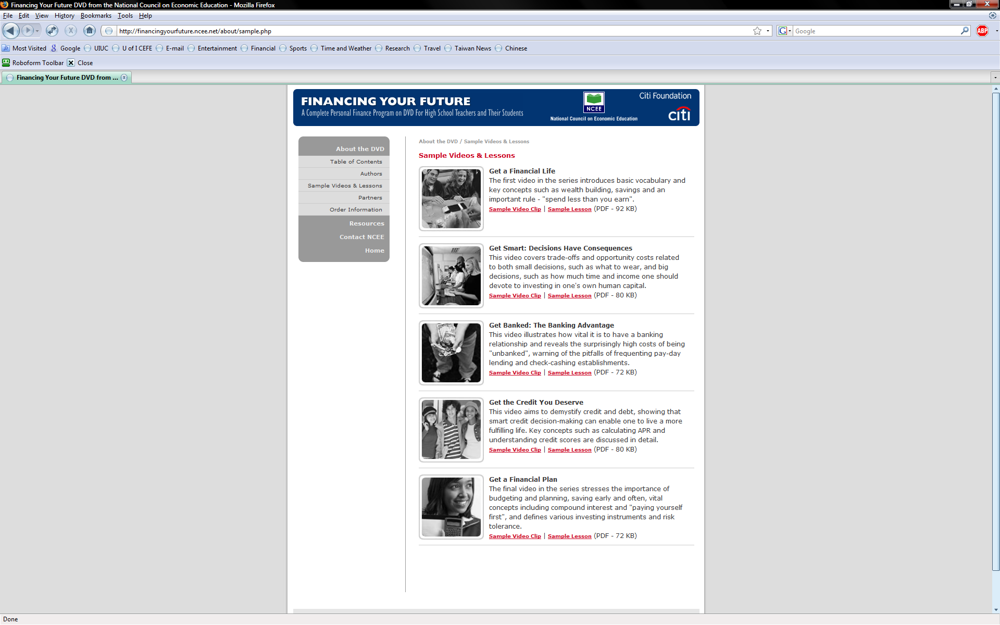 Financing Your Future DVD from the National Council on Economic Education - Mozilla Firefox
File Edit View History Bookmarks Tools Help
http://financingyourfuture.ncee.net/about/sample.php
G Google
ABP
Most Visited Google UIUC U of I CEFE E-mail Entertainment Financial Sports Time and Weather Research Travel Taiwan News Chinese
Roboform Toolbar Close
Financing Your Future DVD from ...
FINANCING YOUR FUTURE
A Complete Personal Finance Program on DVD For High School Teachers and Their Students
NCEE
National Council on Economic Education
Citi Foundation
citi
About the DVD
Table of Contents
Authors
Sample Videos & Lessons
Partners
Order Information
Resources
Contact NCEE
Home
About the DVD / Sample Videos & Lessons
Sample Videos & Lessons
Get a Financial Life
The first video in the series introduces basic vocabulary and
key concepts such as wealth building, savings and an
important rule - "spend less than you earn".
Sample Video Clip | Sample Lesson (PDF - 92 KB)
Get Smart: Decisions Have Consequences
This video covers trade-offs and opportunity costs related
to both small decisions, such as what to wear, and big
decisions, such as how much time and income one should
devote to investing in one's own human capital.
Sample Video Clip | Sample Lesson (PDF - 80 KB)
Get Banked: The Banking Advantage
This video illustrates how vital it is to have a banking
relationship and reveals the surprisingly high costs of being
"unbanked", warning of the pitfalls of frequenting pay-day
lending and check-cashing establishments.
Sample Video Clip | Sample Lesson (PDF - 72 KB)
Get the Credit You Deserve
This video aims to demystify credit and debt, showing that
smart credit decision-making can enable one to live a more
fulfilling life. Key concepts such as calculating APR and
understanding credit scores are discussed in detail.
Sample Video Clip | Sample Lesson (PDF - 80 KB)
Get a Financial Plan
The final video in the series stresses the importance of
budgeting and planning, saving early and often, vital
concepts including compound interest and "paying yourself
first", and defines various investing instruments and risk
tolerance.
Sample Video Clip | Sample Lesson (PDF - 72 KB)
Done